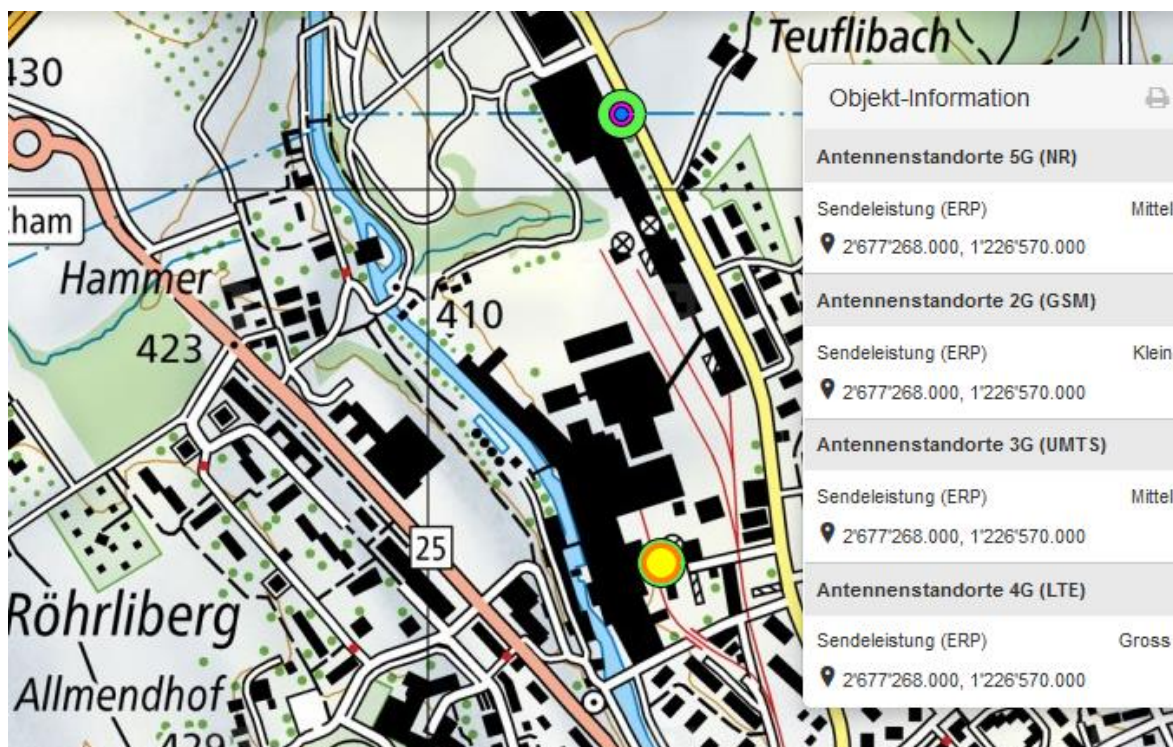 Teuflibach
430
Cham
Hammer
410
423
25
Röhrliberg
Allmendhof
429
Objekt-Information
Antennenstandorte 5G (NR)
Sendeleistung (ERP) Mittel
2'677'268.000, 1'226'570.000
Antennenstandorte 2G (GSM)
Sendeleistung (ERP) Klein
2'677'268.000, 1'226'570.000
Antennenstandorte 3G (UMTS)
Sendeleistung (ERP) Mittel
2'677'268.000, 1'226'570.000
Antennenstandorte 4G (LTE)
Sendeleistung (ERP) Gross
2'677'268.000, 1'226'570.000